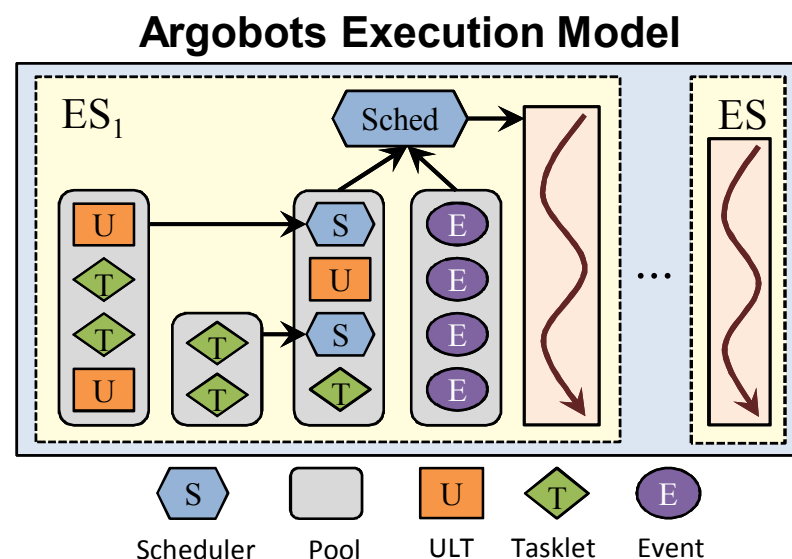 Argobots Execution Model
ES1
Sched
ES
U
S
E
T
U
E
...
T
T
S
E
U
T
T
E
S
U
T
E
Scheduler
Pool
ULT
Tasklet
Event